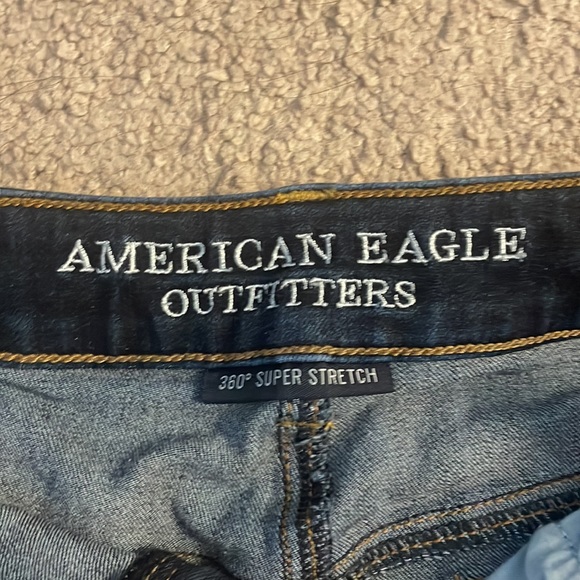 AMERICAN EAGLE
OUTFITTERS
360° SUPER STRETCH